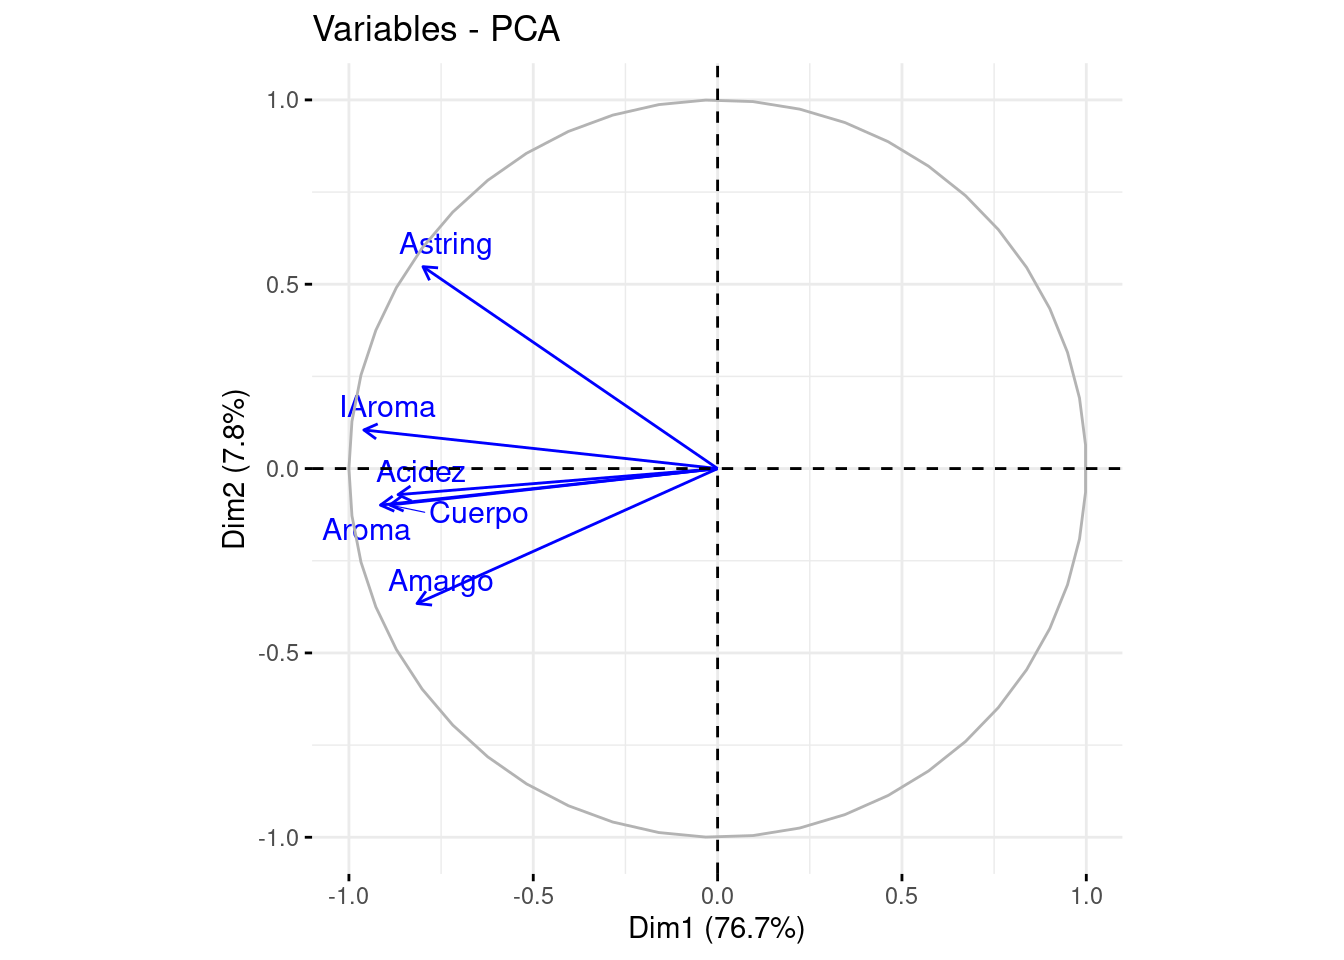 Variables - PCA
1.0
0.5
0.0
-0.5
-1.0
Dim2 (7.8%)
Astring
IAroma
Acidez
Cuerpo
Aroma
Amargo
-1.0
-0.5
0.0
0.5
1.0
Dim1 (76.7%)